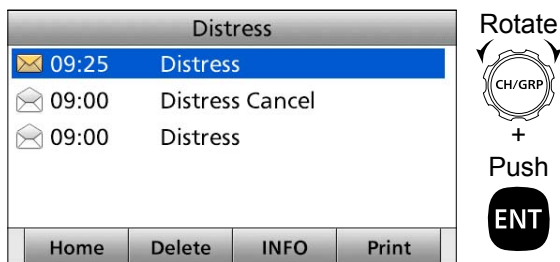 Distress
09:25 Distress
09:00 Distress Cancel
09:00 Distress
Home Delete INFO Print
Rotate
CH/GRP
+
Push
ENT